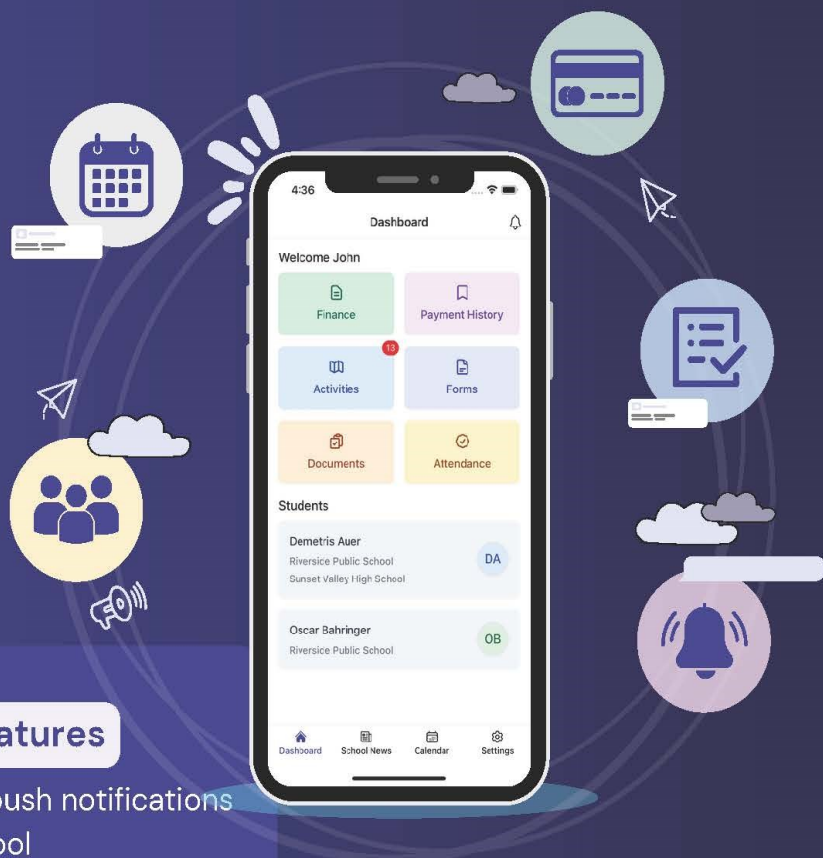 4:36
Dashboard
Welcome John
Finance
Payment History
13
Activities
Forms
Documents
Attendance
Students
Demetris Auer
Riverside Public School
Sunset Valley High School
DA
Oscar Bahringer
Riverside Public School
OB
Dashboard School News Calendar Settings
atures
push notifications
ool